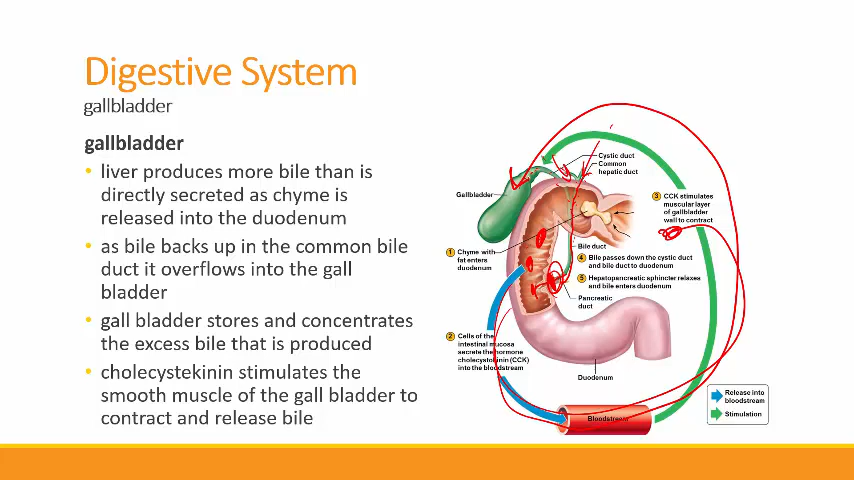 Digestive System
gallbladder
gallbladder
• liver produces more bile than is
directly secreted as chyme is
released into the duodenum
• as bile backs up in the common bile
duct it overflows into the gall
bladder
• gall bladder stores and concentrates
the excess bile that is produced
• cholecystekinin stimulates the
smooth muscle of the gall bladder to
contract and release bile
Cystic duct
Common
hepatic duct
Gallbladder
3 CCK stimulates
muscular layer
of gallbladder
wall to contract
1 Chyme with
fat enters
duodenum
Bile duct
4 Bile passes down the cystic duct
and bile duct to duodenum
5 Hepatopancreatic sphincter relaxes
and bile enters duodenum
Pancreatic
duct
2 Cells of the
intestinal mucosa
secrete the hormone
cholecystokinin (CCK)
into the bloodstream
Duodenum
Bloodstream
Release into
bloodstream
Stimulation